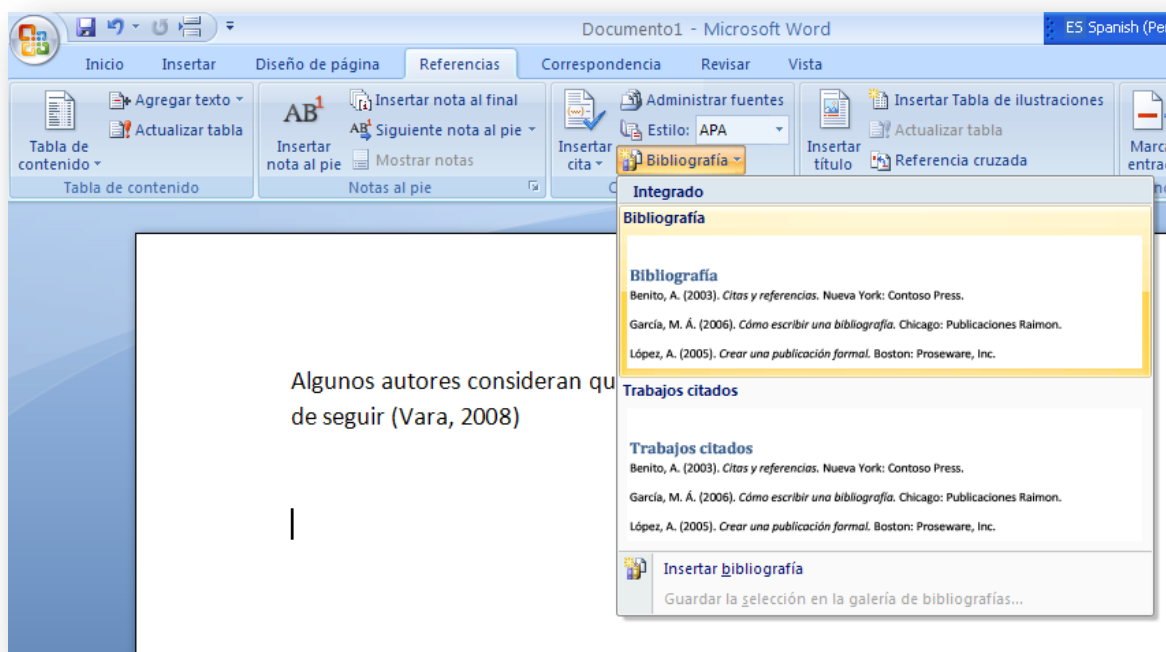 Documento1 - Microsoft Word
ES Spanish (Pe
Inicio Insertar Diseño de página Referencias Correspondencia Revisar Vista
Tabla de contenido
Agregar texto
Actualizar tabla
Tabla de contenido
AB1
Insertar nota al pie
Insertar nota al final
AB1 Siguiente nota al pie
Mostrar notas
Notas al pie
Insertar cita
Administrar fuentes
Estilo: APA
Bibliografía
C
Insertar título
Insertar Tabla de ilustraciones
Actualizar tabla
Referencia cruzada
Marca
entrad
Integrado
Bibliografía
Bibliografía
Benito, A. (2003). Citas y referencias. Nueva York: Contoso Press.
García, M. Á. (2006). Cómo escribir una bibliografía. Chicago: Publicaciones Raimon.
López, A. (2005). Crear una publicación formal. Boston: Proseware, Inc.
Trabajos citados
Trabajos citados
Benito, A. (2003). Citas y referencias. Nueva York: Contoso Press.
García, M. Á. (2006). Cómo escribir una bibliografía. Chicago: Publicaciones Raimon.
López, A. (2005). Crear una publicación formal. Boston: Proseware, Inc.
Insertar bibliografía
Guardar la selección en la galería de bibliografías...
Algunos autores consideran qu
de seguir (Vara, 2008)